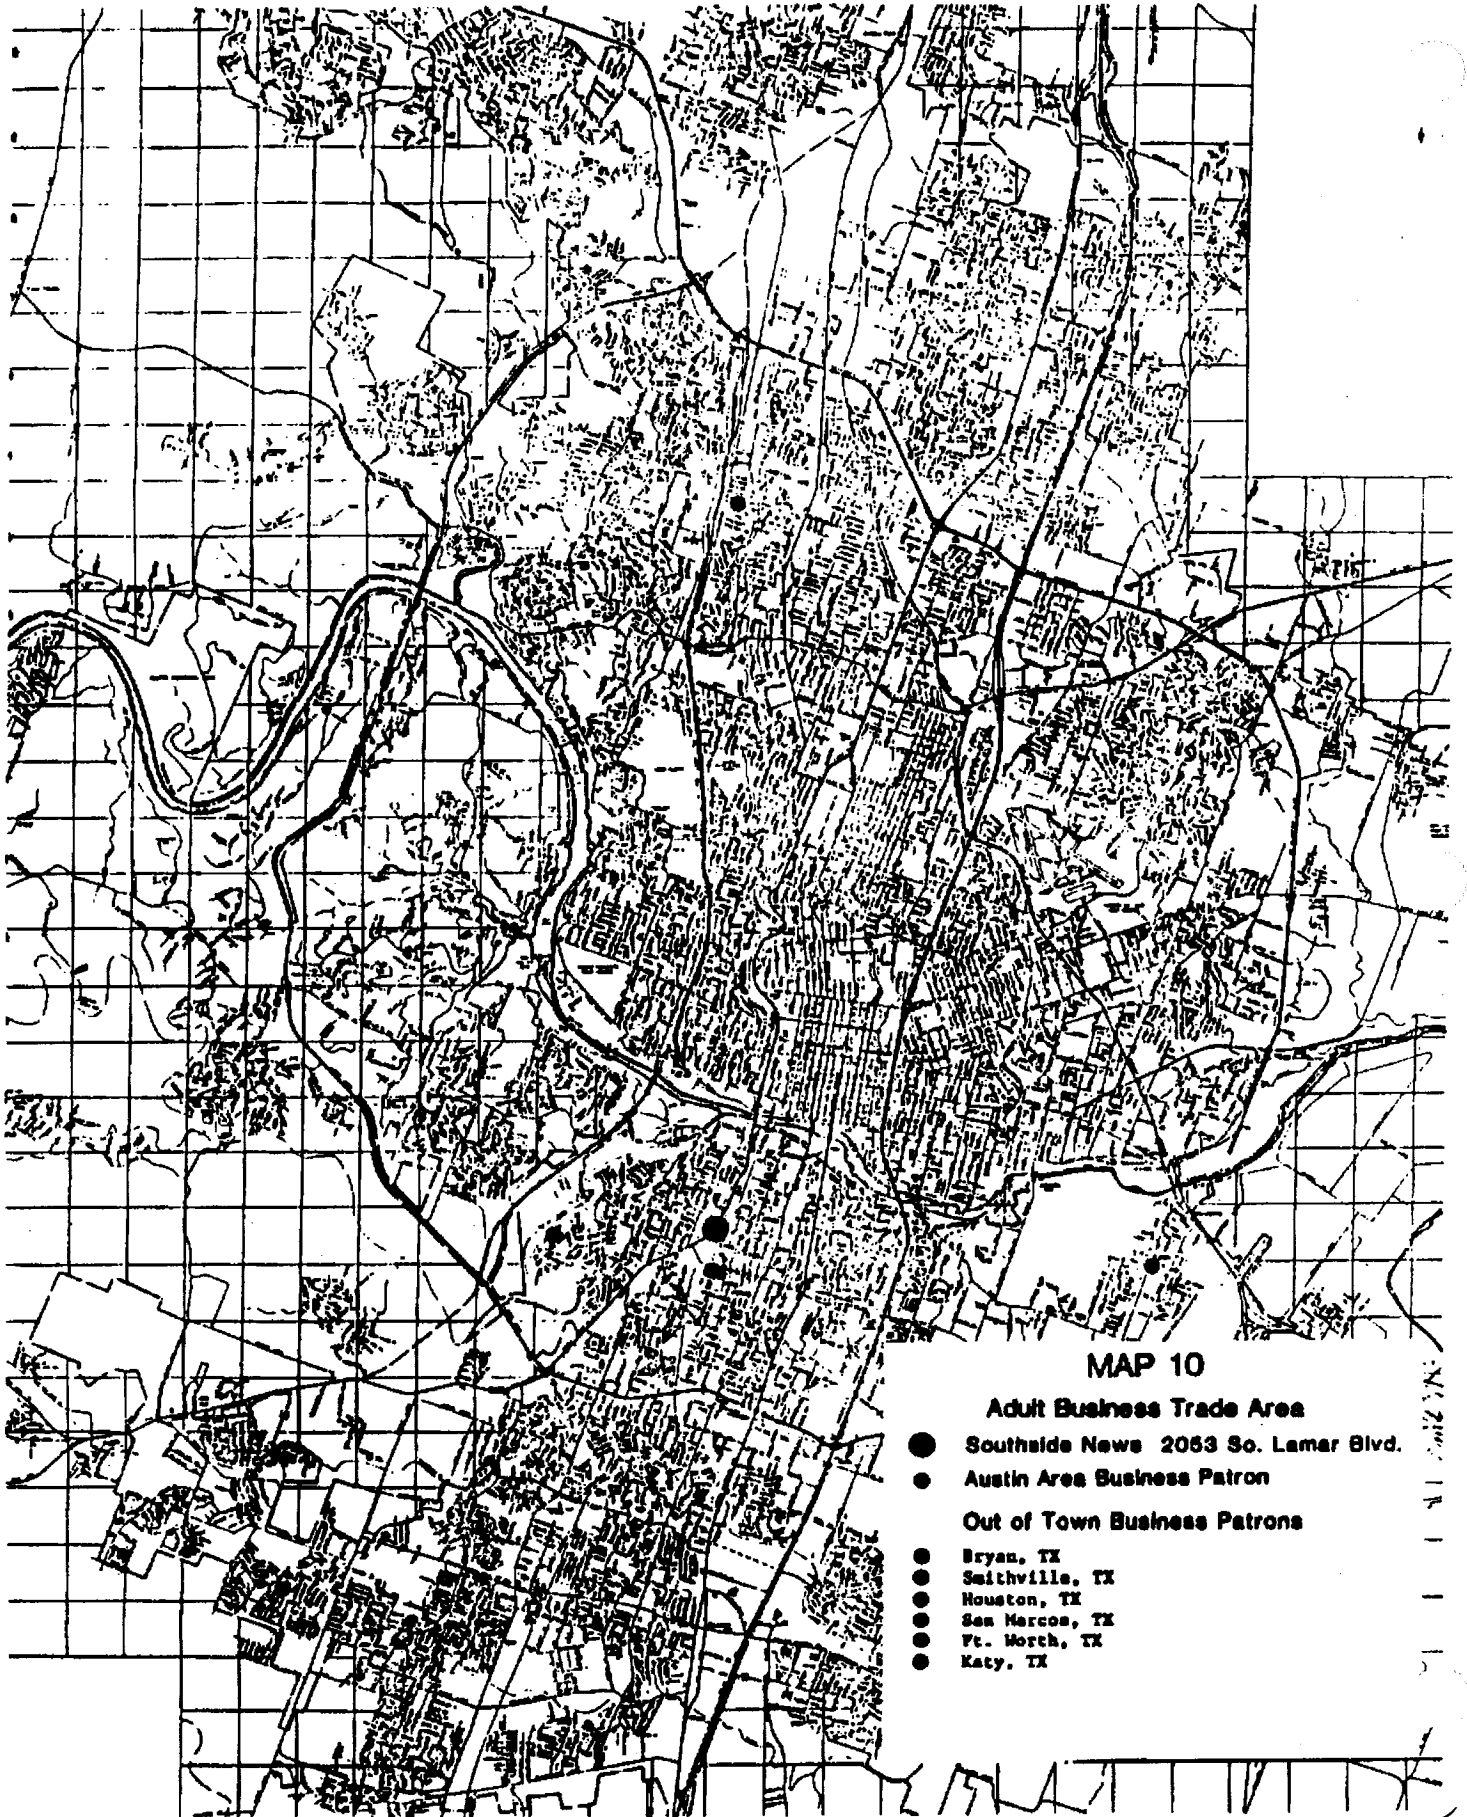 MAP 10
Adult Business Trade Area
Southside News 2053 So. Lamar Blvd.
Austin Area Business Patron
Out of Town Business Patrons
Bryan, TX
Smithville, TX
Houston, TX
San Marcos, TX
Ft. Worth, TX
Katy, TX